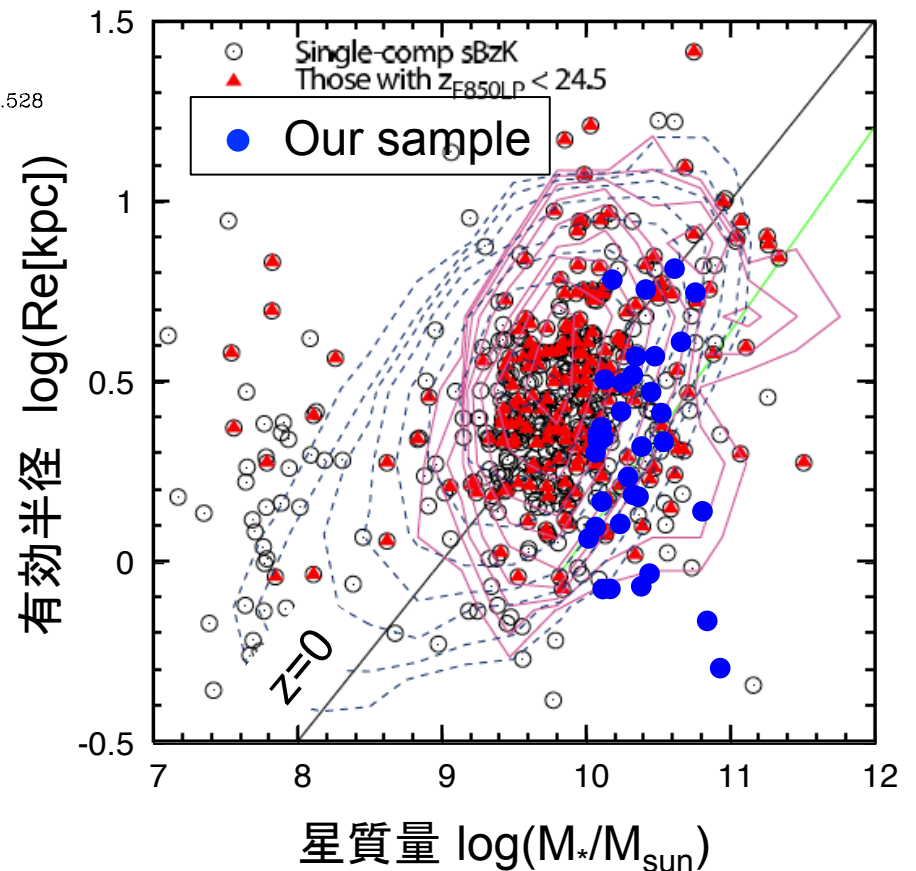 1.5
Single-comp sBzK
Those with z_F850LP < 24.5
.528
Our sample
1
0.5
0
-0.5
z=0
有効半径 log(Re[kpc])
7 8 9 10 11 12
星質量 log(M*/Msun)